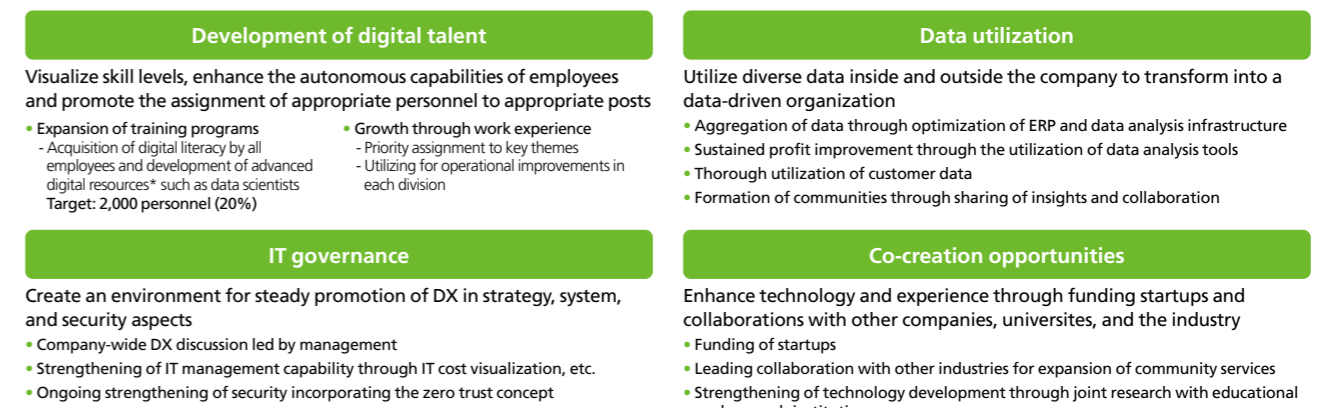 Development of digital talent
Visualize skill levels, enhance the autonomous capabilities of employees
and promote the assignment of appropriate personnel to appropriate posts
• Expansion of training programs
- Acquisition of digital literacy by all
employees and development of advanced
digital resources* such as data scientists
Target: 2,000 personnel (20%)
• Growth through work experience
- Priority assignment to key themes
- Utilizing for operational improvements in
each division
Data utilization
Utilize diverse data inside and outside the company to transform into a
data-driven organization
• Aggregation of data through optimization of ERP and data analysis infrastructure
• Sustained profit improvement through the utilization of data analysis tools
• Thorough utilization of customer data
• Formation of communities through sharing of insights and collaboration
IT governance
Create an environment for steady promotion of DX in strategy, system,
and security aspects
• Company-wide DX discussion led by management
• Strengthening of IT management capability through IT cost visualization, etc.
• Ongoing strengthening of security incorporating the zero trust concept
Co-creation opportunities
Enhance technology and experience through funding startups and
collaborations with other companies, universites, and the industry
• Funding of startups
• Leading collaboration with other industries for expansion of community services
• Strengthening of technology development through joint research with educational